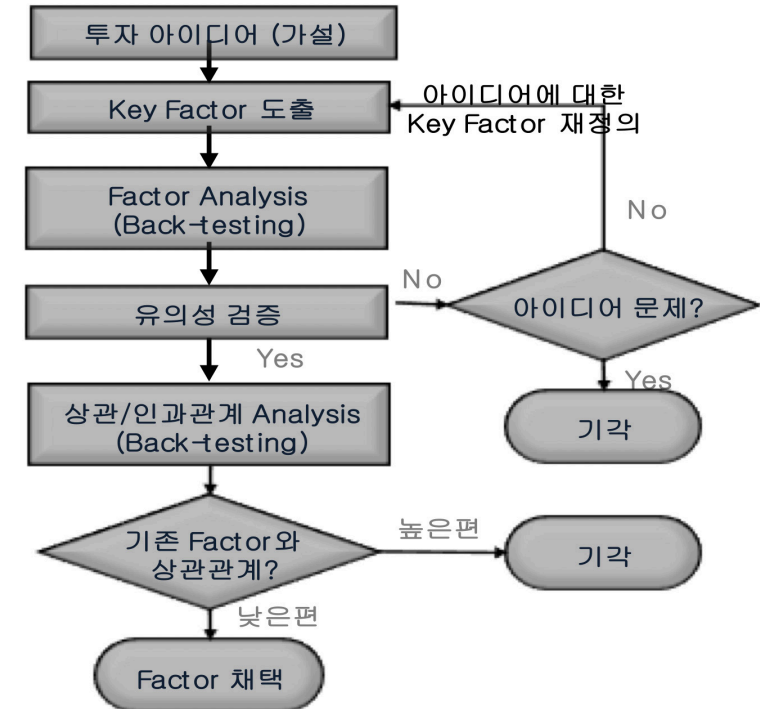 투자 아이디어 (가설)
Key Factor 도출
아이디어에 대한
Key Factor 재정의
Factor Analysis
(Back-testing)
No
유의성 검증
No
아이디어 문제?
Yes
Yes
상관/인과관계 Analysis
(Back-testing)
기각
기존 Factor와
상관관계?
높은편
기각
낮은편
Factor 채택